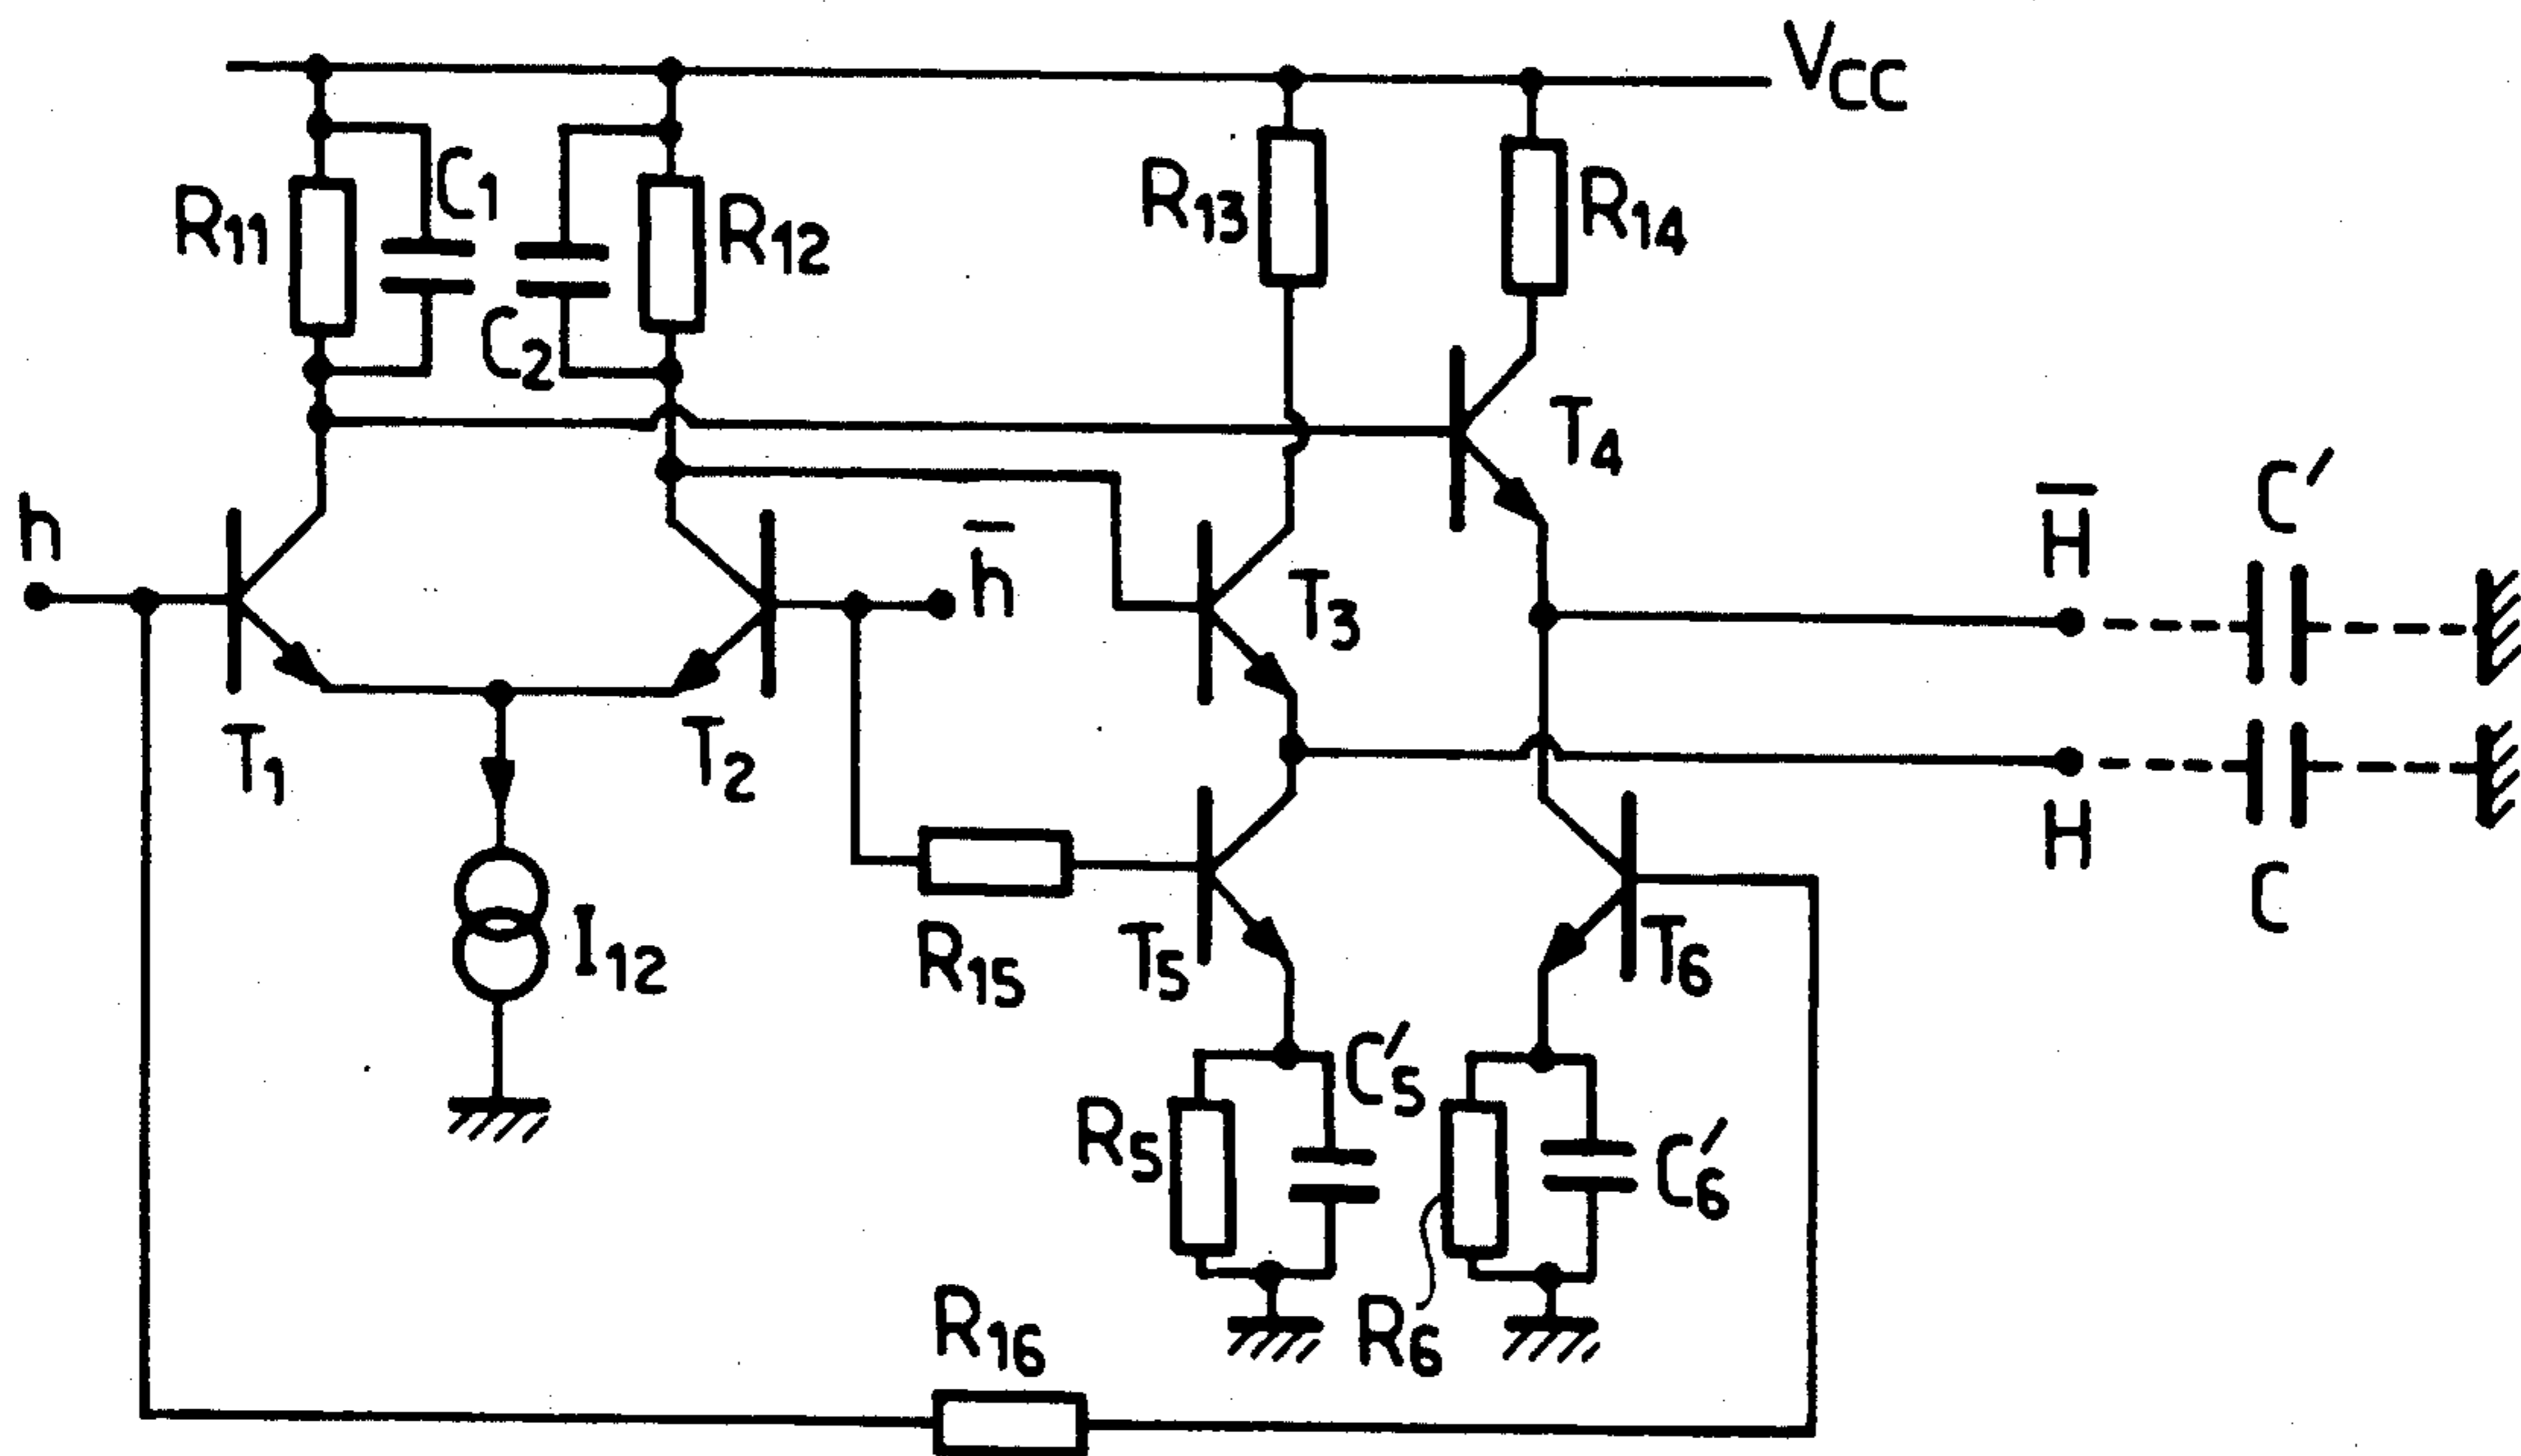 V_CC
R₁₁
C₁
C₂
R₁₂
R₁₃
R₁₄
T₄
h
h̅
T₁
T₂
T₃
H̅
C′
H
C
I₁₂
R₁₅
T₅
T₆
R₅
C′₅
R₆
C′₆
R₁₆